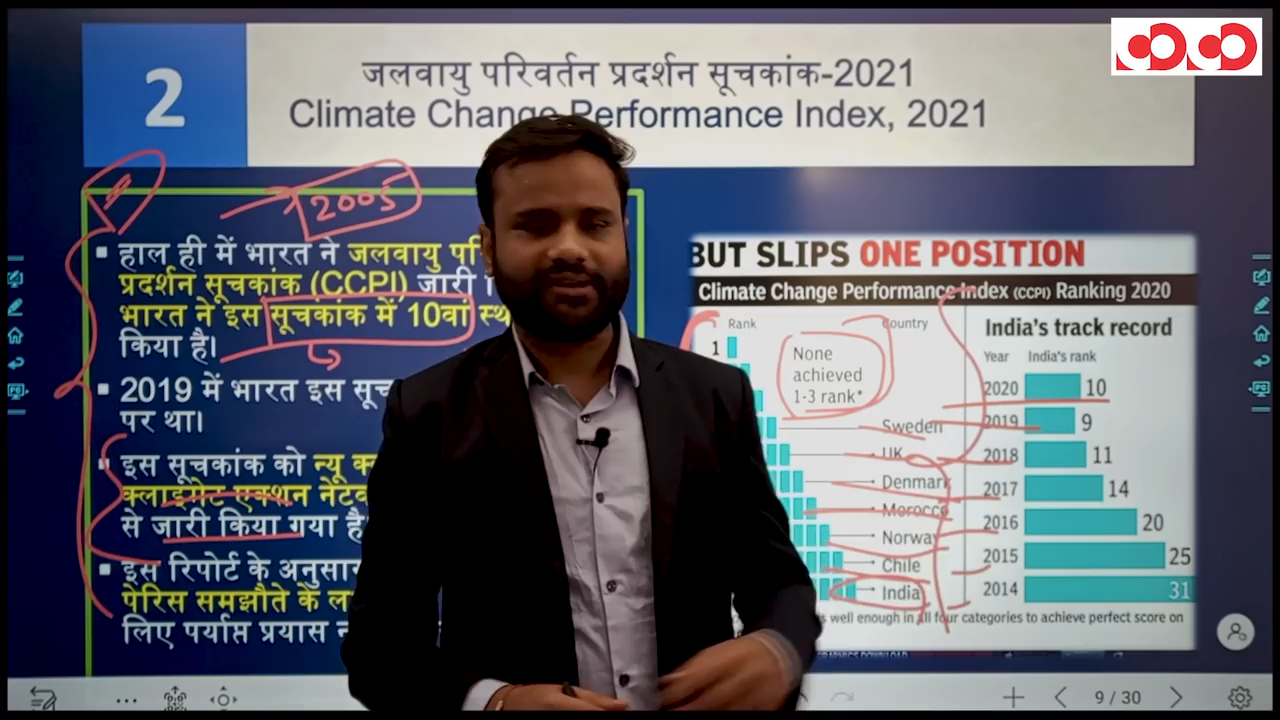 2
जलवायु परिवर्तन प्रदर्शन सूचकांक-2021
Climate Change Performance Index, 2021
2005
हाल ही में भारत ने जलवायु
प्रदर्शन सूचकांक (CCPI) जारी
भारत ने इस सूचकांक में 10वां
किया है।
2019 में भारत इस
पर था।
इस सूचकांक को न्यू
क्लाइमेट एक्शन
से जारी किया गया
इस रिपोर्ट के
पेरिस समझौते के
लिए पर्याप्त प्रयास
BUT SLIPS ONE POSITION
Climate Change Performance Index (CCPI) Ranking 2020
Rank
Country
1
None
achieved
1-3 rank*
Sweden
UK
Denmark
Morocco
Norway
Chile
India
India's track record
Year India's rank
2020 10
2019 9
2018 11
2017 14
2016 20
2015 25
2014 31
well enough in all four categories to achieve perfect score on
9 / 30